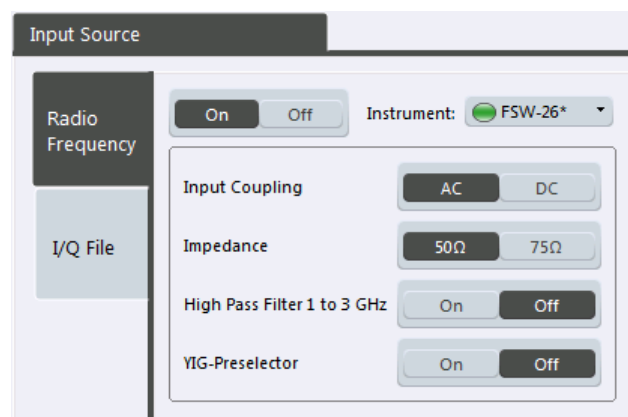 Input Source
Radio
Frequency
On Off Instrument: FSW-26*
Input Coupling AC DC
I/Q File
Impedance 50Ω 75Ω
High Pass Filter 1 to 3 GHz On Off
YIG-Preselector On Off